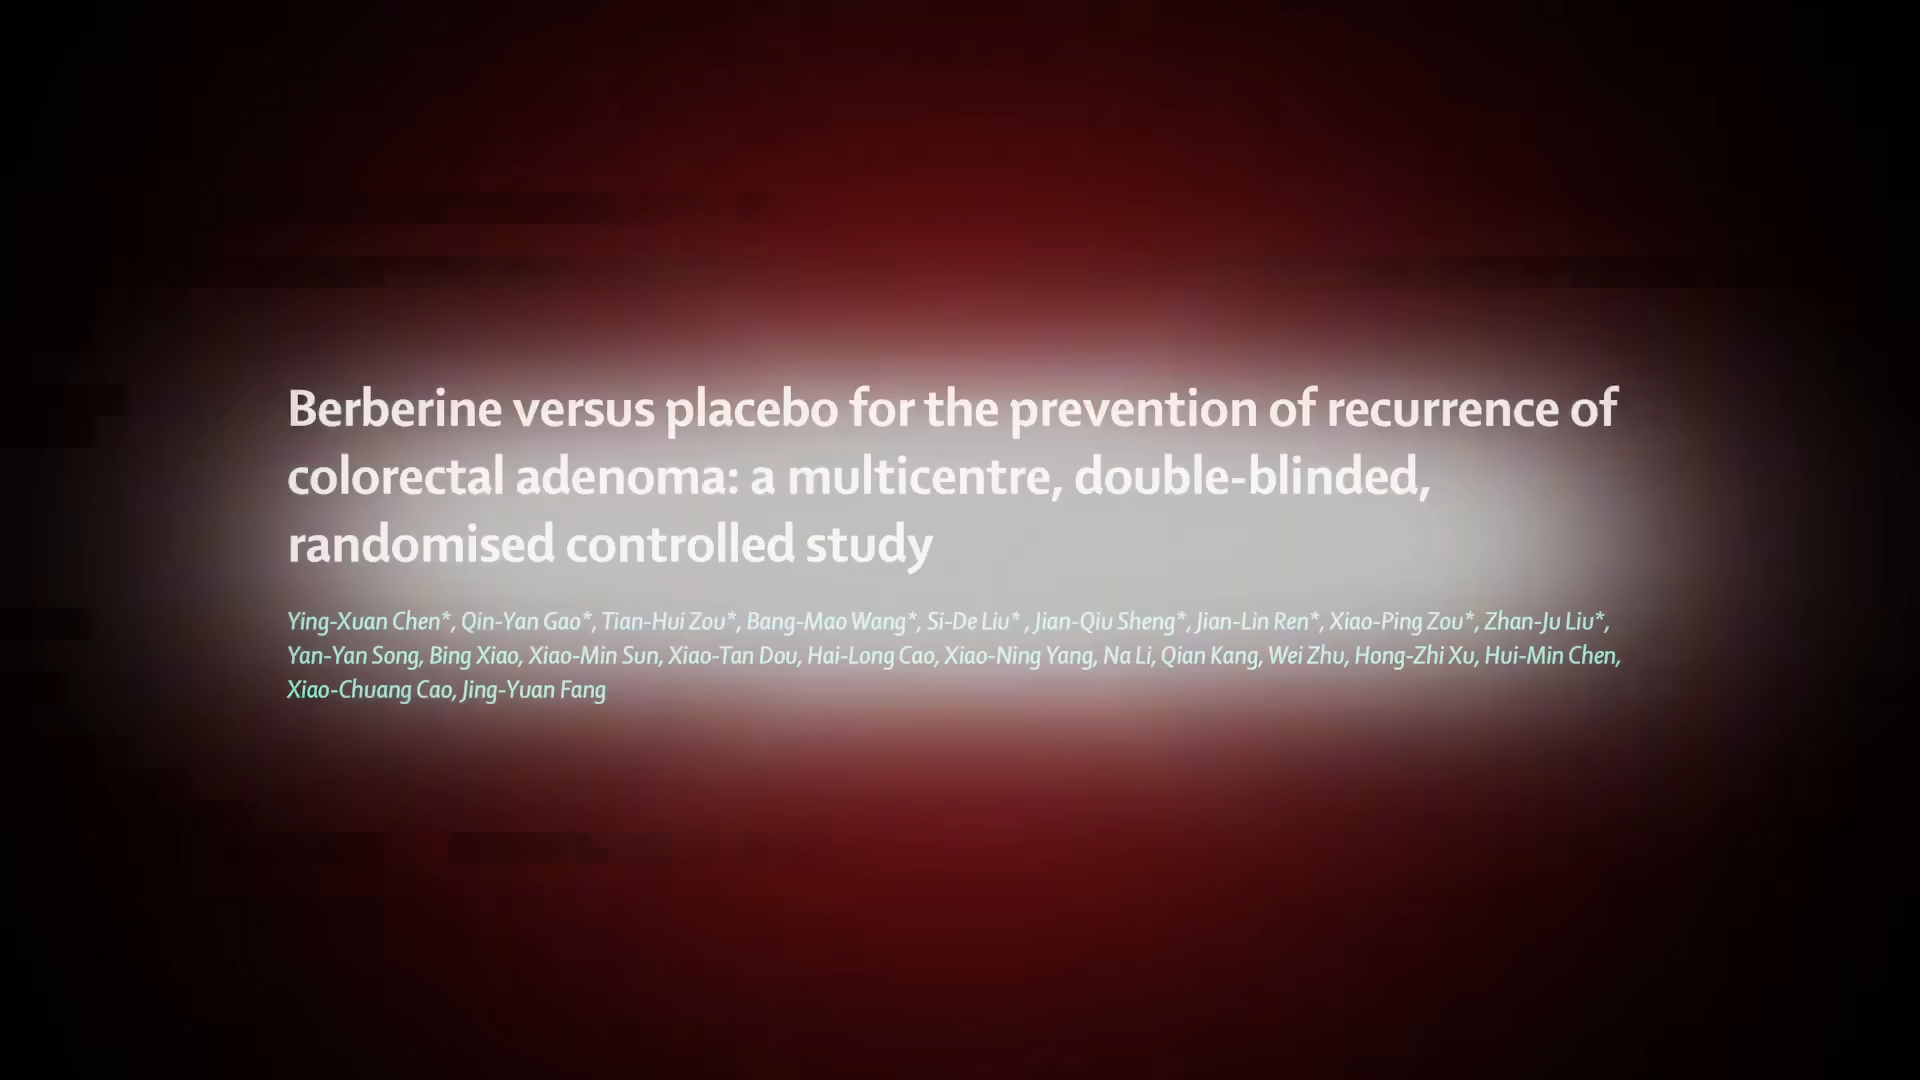 Berberine versus placebo for the prevention of recurrence of
colorectal adenoma: a multicentre, double-blinded,
randomised controlled study
Ying-Xuan Chen*, Qin-Yan Gao*, Tian-Hui Zou*, Bang-Mao Wang*, Si-De Liu* , Jian-Qiu Sheng*, Jian-Lin Ren*, Xiao-Ping Zou*, Zhan-Ju Liu*,
Yan-Yan Song, Bing Xiao, Xiao-Min Sun, Xiao-Tan Dou, Hai-Long Cao, Xiao-Ning Yang, Na Li, Qian Kang, Wei Zhu, Hong-Zhi Xu, Hui-Min Chen,
Xiao-Chuang Cao, Jing-Yuan Fang